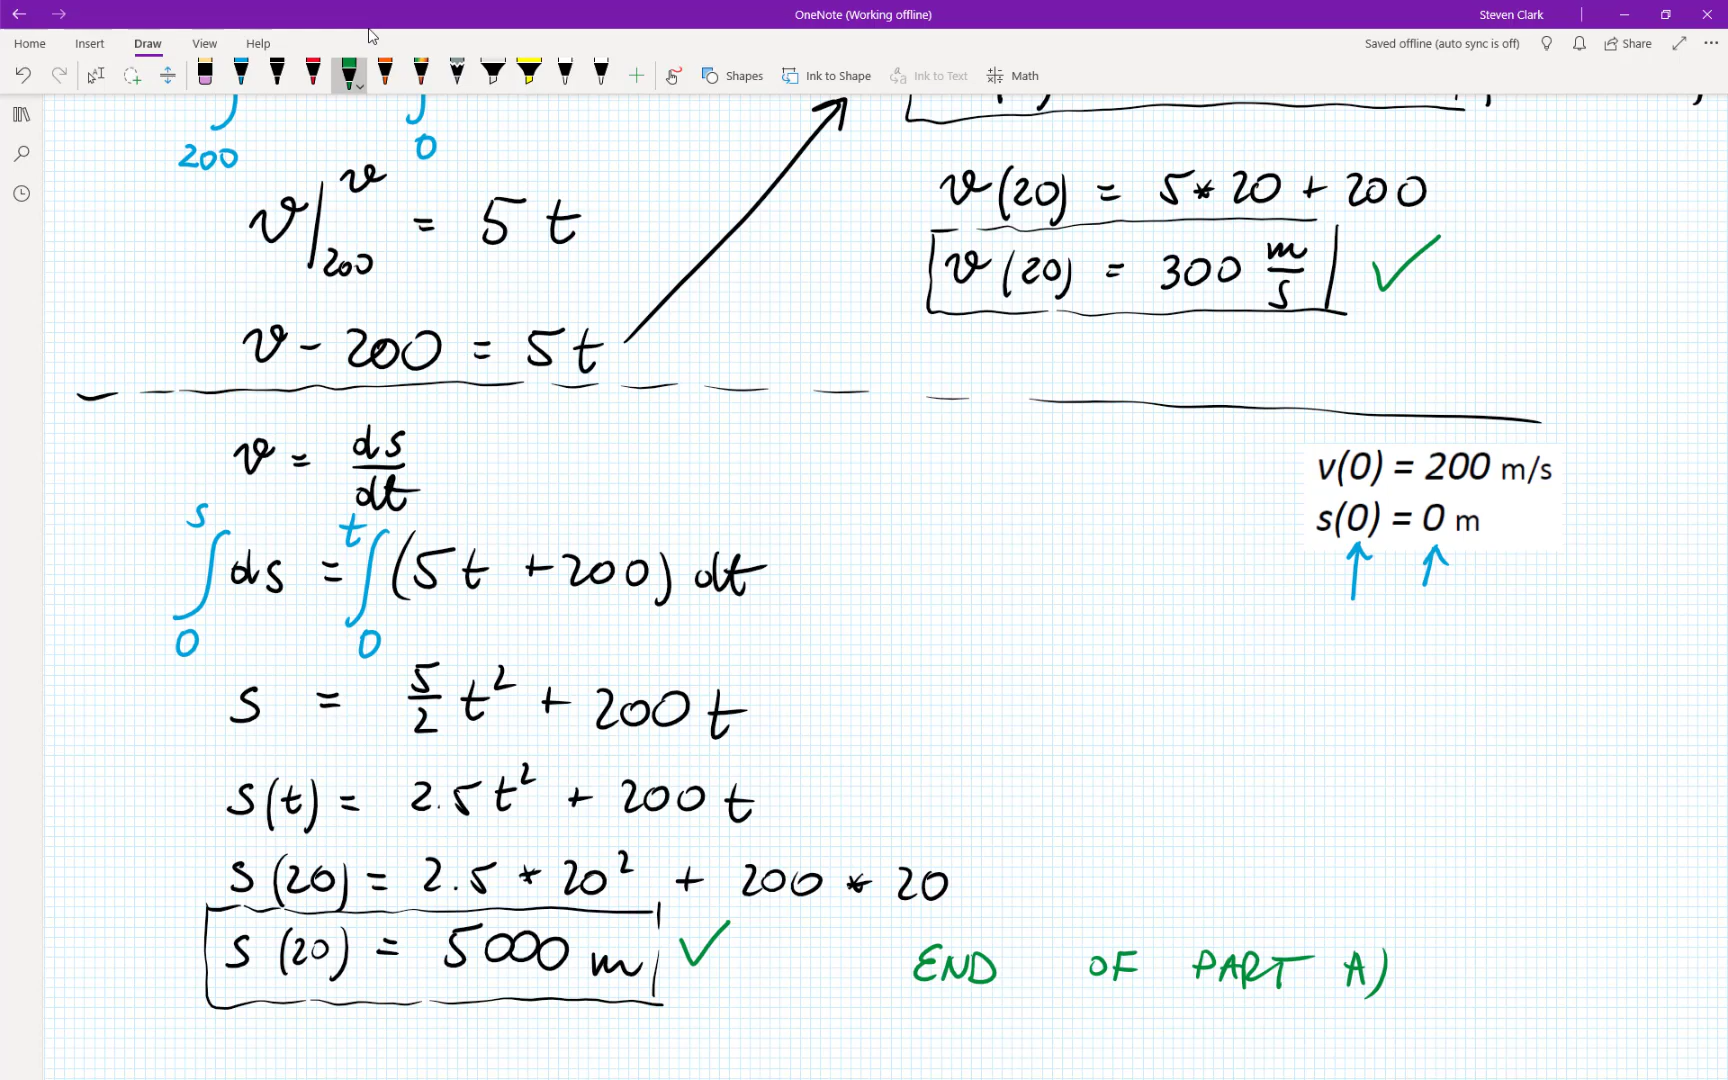 OneNote (Working offline)
Steven Clark
Home Insert Draw View Help
Saved offline (auto sync is off) Share
Shapes Ink to Shape Ink to Text Math
200 0
v|₂₀₀ᵛ = 5t
v - 200 = 5t
v(20) = 5*20 + 200
v(20) = 300 m/s ✓
v = ds/dt
∫₀ˢ ds = ∫₀ᵗ (5t + 200) dt
v(0) = 200 m/s
s(0) = 0 m
s = 5/2 t² + 200t
s(t) = 2.5t² + 200t
s(20) = 2.5 * 20² + 200 * 20
s(20) = 5000 m ✓
END OF PART A)